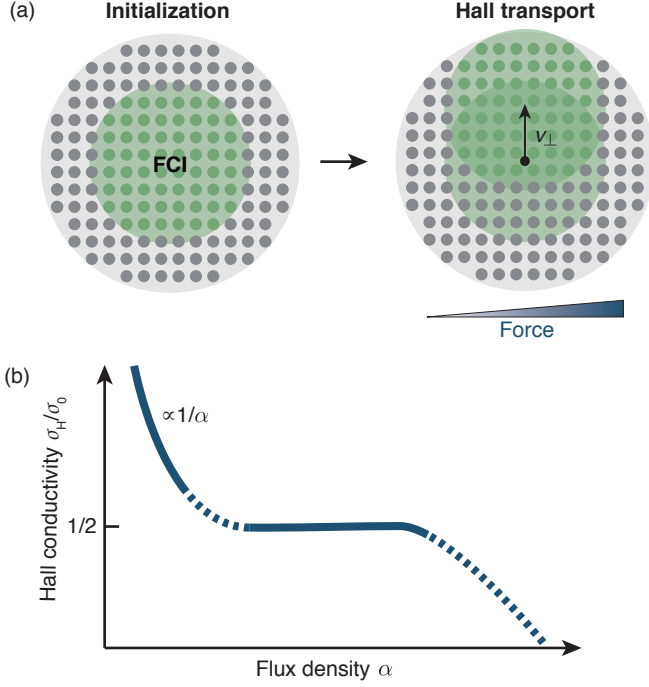 (a)
Initialization
Hall transport
FCI
v⊥
Force
(b)
Hall conductivity σH/σ0
∝1/α
1/2
Flux density α